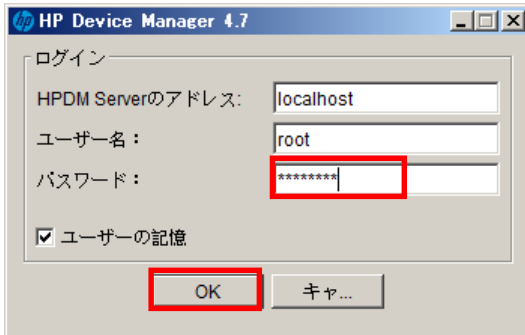 HP Device Manager 4.7
ログイン
HPDM Serverのアドレス: localhost
ユーザー名： root
パスワード： ********
ユーザーの記憶
OK キャ...